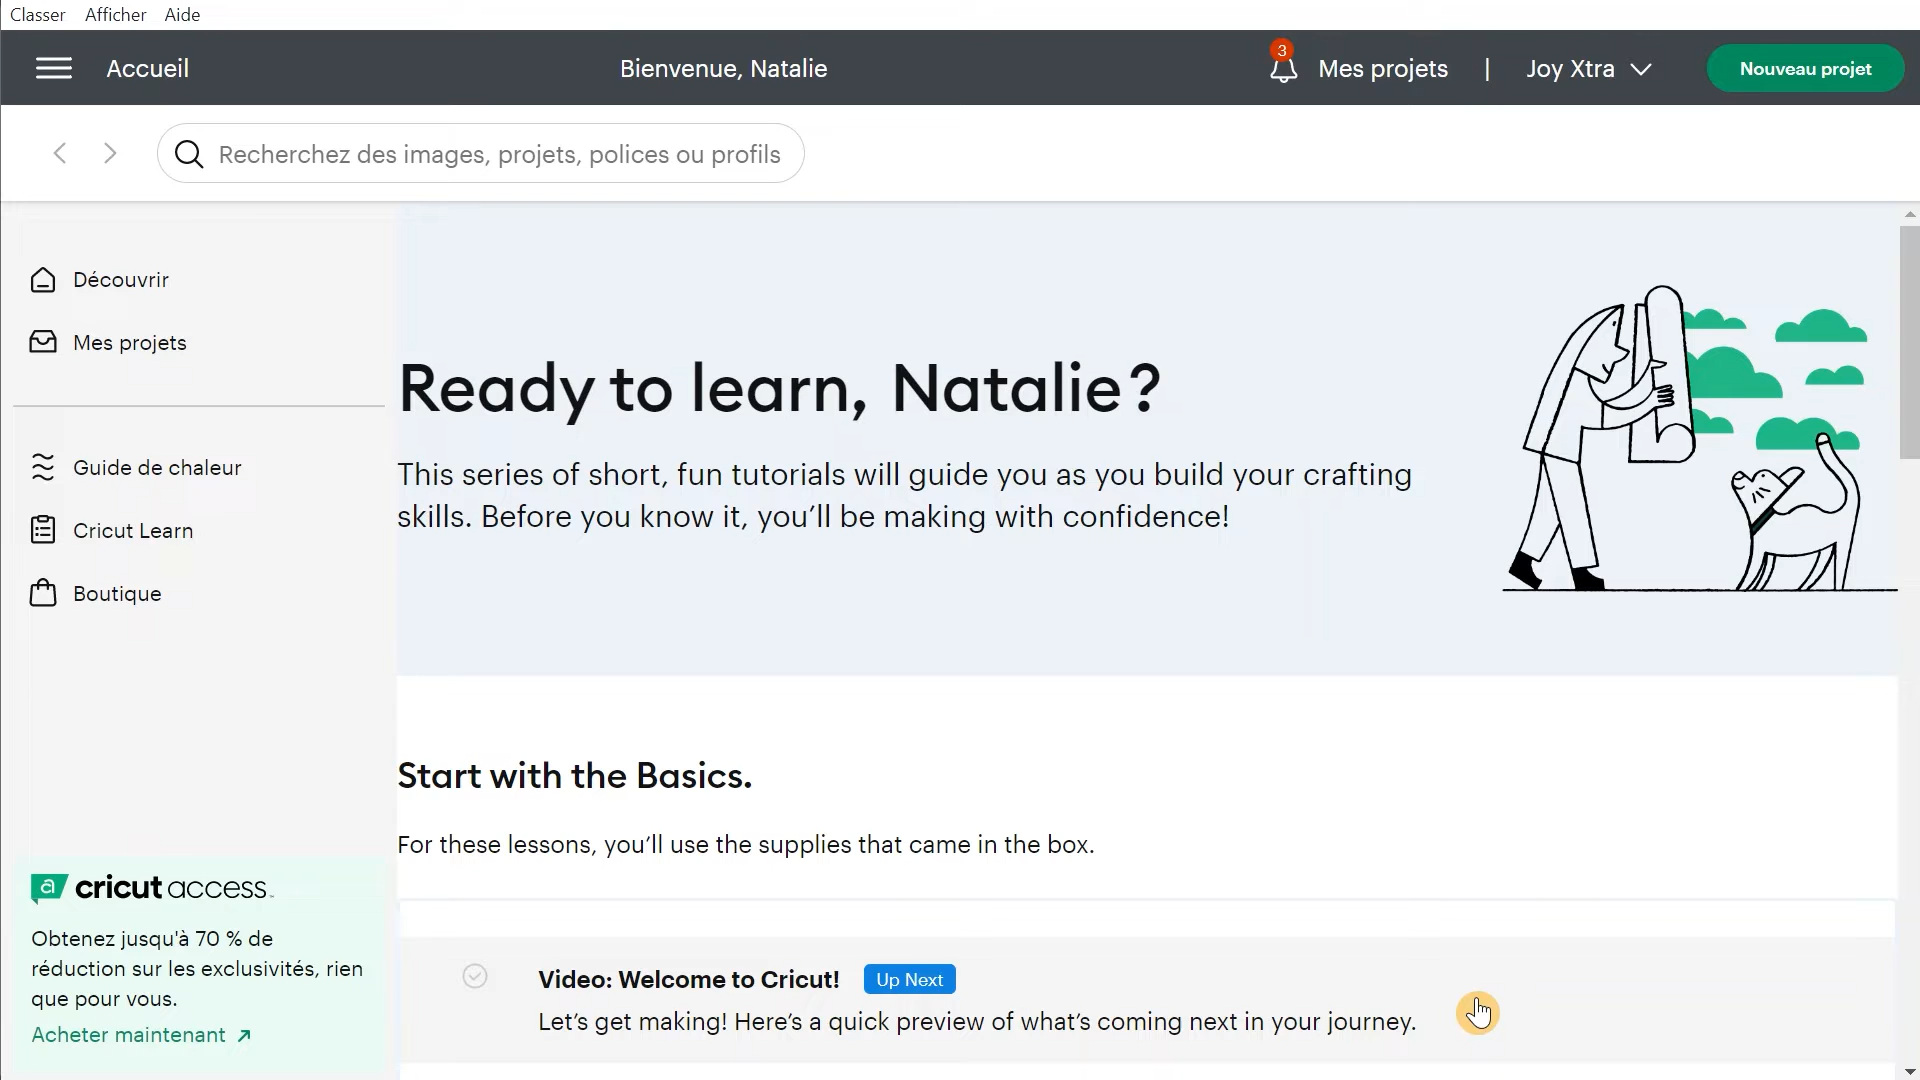 Classer Afficher Aide
Accueil
Bienvenue, Natalie
3
Mes projets | Joy Xtra
Nouveau projet
Recherchez des images, projets, polices ou profils
Découvrir
Mes projets
Guide de chaleur
Cricut Learn
Boutique
a cricut access™
Obtenez jusqu'à 70 % de
réduction sur les exclusivités, rien
que pour vous.
Acheter maintenant
Ready to learn, Natalie?
This series of short, fun tutorials will guide you as you build your crafting
skills. Before you know it, you’ll be making with confidence!
Start with the Basics.
For these lessons, you’ll use the supplies that came in the box.
Video: Welcome to Cricut! Up Next
Let’s get making! Here’s a quick preview of what’s coming next in your journey.